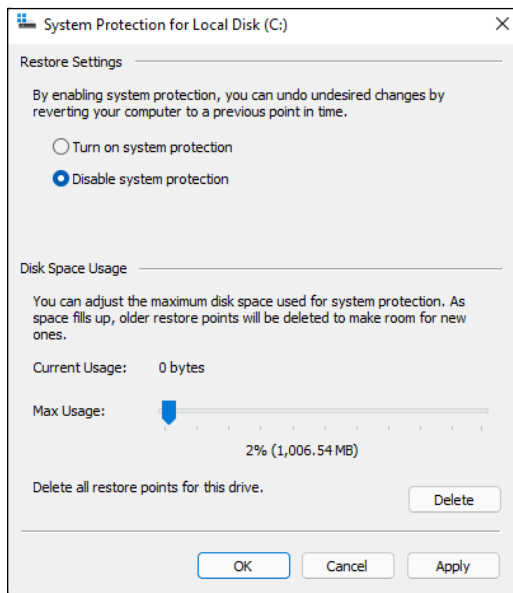 System Protection for Local Disk (C:)
Restore Settings
By enabling system protection, you can undo undesired changes by
reverting your computer to a previous point in time.
Turn on system protection
Disable system protection
Disk Space Usage
You can adjust the maximum disk space used for system protection. As
space fills up, older restore points will be deleted to make room for new
ones.
Current Usage: 0 bytes
Max Usage:
2% (1,006.54 MB)
Delete all restore points for this drive.
Delete
OK Cancel Apply